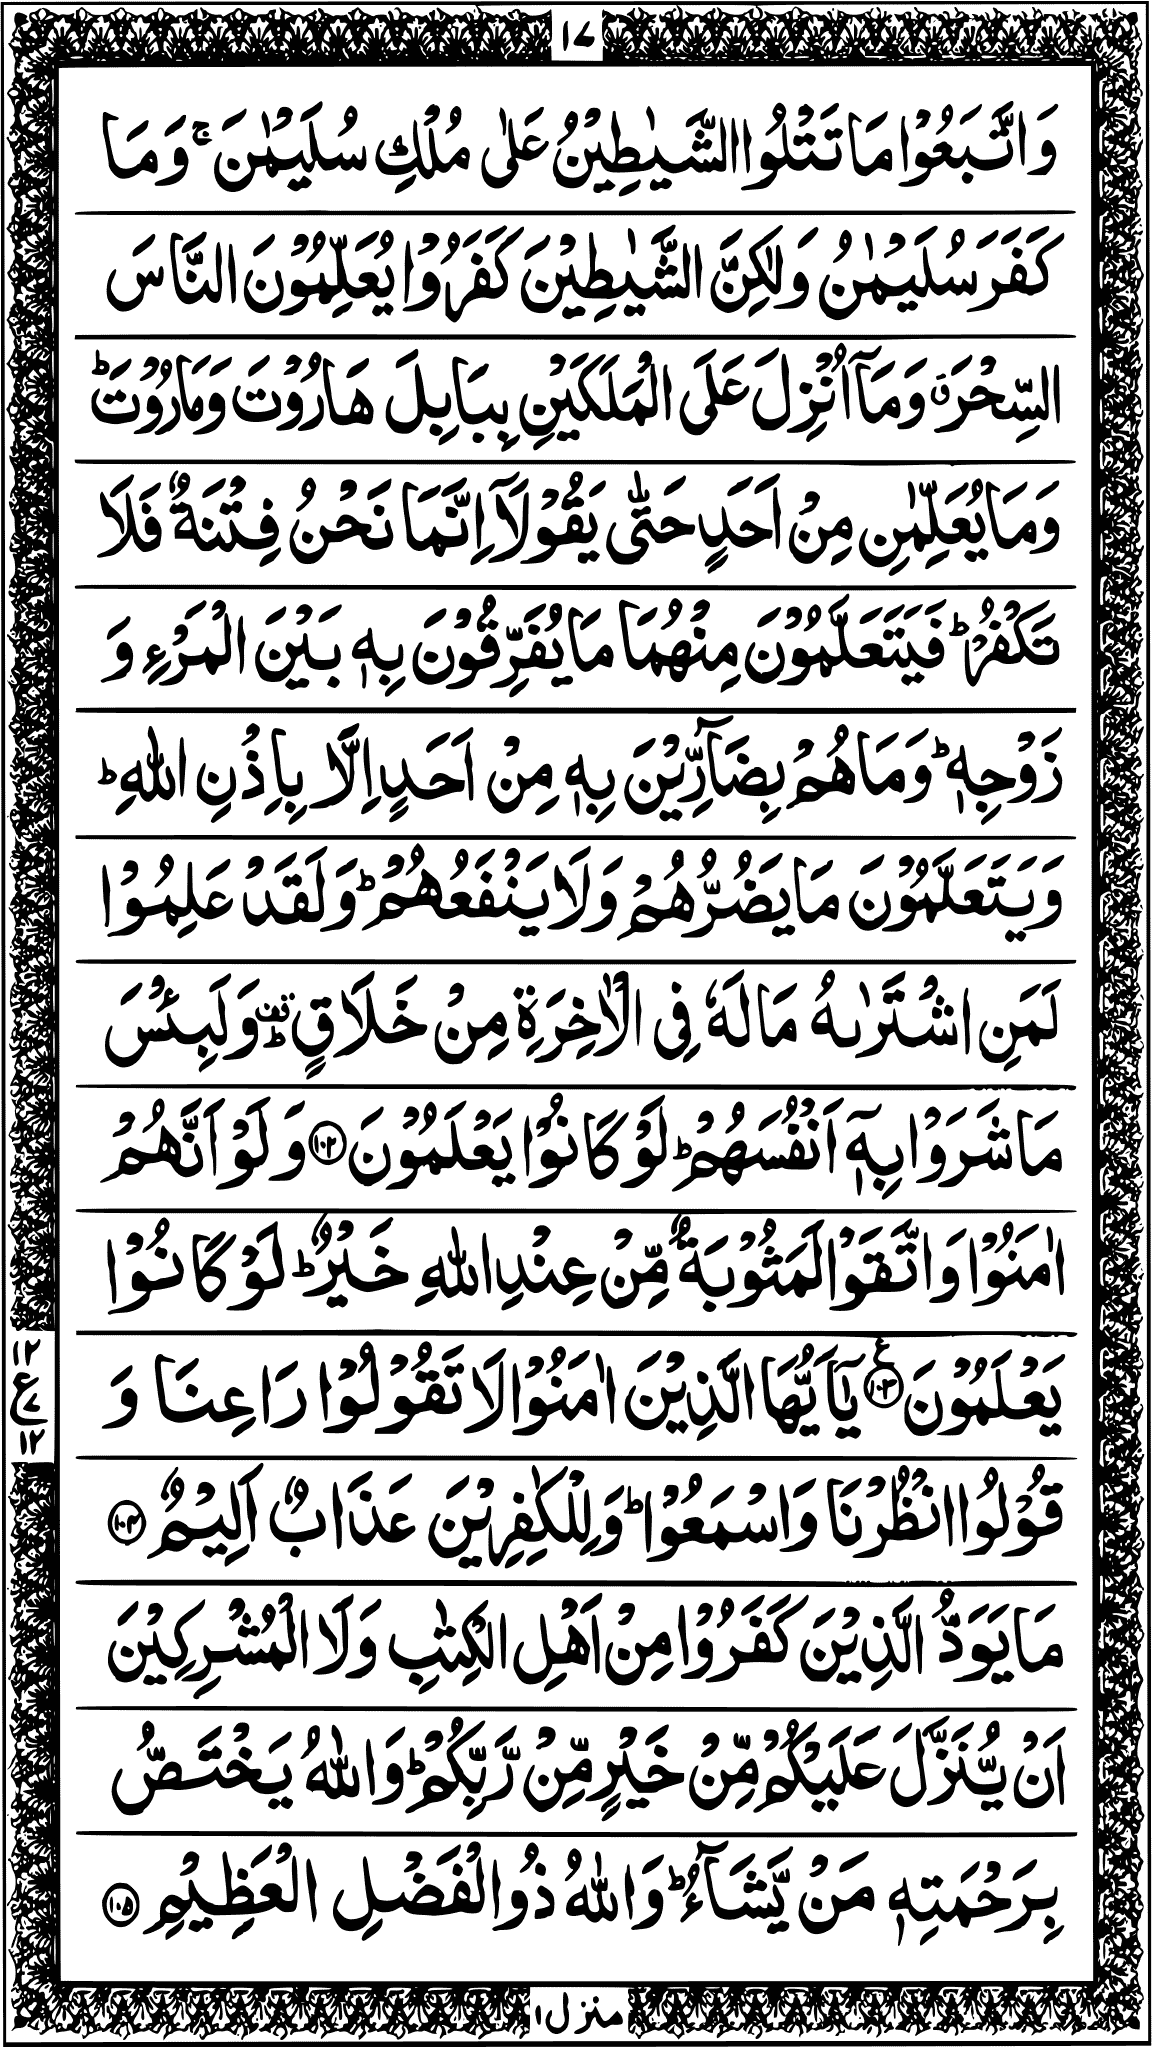 ١٧
وَاتَّبَعُوْا مَا تَتْلُوا الشَّيٰطِيْنُ عَلٰى مُلْكِ سُلَيْمٰنَ ۚ وَمَا
كَفَرَ سُلَيْمٰنُ وَلٰكِنَّ الشَّيٰطِيْنَ كَفَرُوْا يُعَلِّمُوْنَ النَّاسَ
السِّحْرَ ۗ وَمَآ اُنْزِلَ عَلَى الْمَلَكَيْنِ بِبَابِلَ هَارُوْتَ وَمَارُوْتَ ؕ
وَمَا يُعَلِّمٰنِ مِنْ اَحَدٍ حَتّٰى يَقُوْلَآ اِنَّمَا نَحْنُ فِتْنَةٌ فَلَا
تَكْفُرْ ؕ فَيَتَعَلَّمُوْنَ مِنْهُمَا مَا يُفَرِّقُوْنَ بِهٖ بَيْنَ الْمَرْءِ وَ
زَوْجِهٖ ؕ وَمَا هُمْ بِضَآرِّيْنَ بِهٖ مِنْ اَحَدٍ اِلَّا بِاِذْنِ اللّٰهِ ؕ
وَيَتَعَلَّمُوْنَ مَا يَضُرُّهُمْ وَلَا يَنْفَعُهُمْ ؕ وَلَقَدْ عَلِمُوْا
لَمَنِ اشْتَرٰىهُ مَا لَهٗ فِى الْاٰخِرَةِ مِنْ خَلَاقٍ ؕ قف وَلَبِئْسَ
مَا شَرَوْا بِهٖٓ اَنْفُسَهُمْ ؕ لَوْ كَانُوْا يَعْلَمُوْنَ ١٠٢ وَلَوْ اَنَّهُمْ
اٰمَنُوْا وَاتَّقَوْا لَمَثُوْبَةٌ مِّنْ عِنْدِ اللّٰهِ خَيْرٌ ؕ لَوْ كَانُوْا
يَعْلَمُوْنَ ١٠٣ ع يٰٓاَيُّهَا الَّذِيْنَ اٰمَنُوْا لَا تَقُوْلُوْا رَاعِنَا وَ
١٢
ع
١٢
قُوْلُوا انْظُرْنَا وَاسْمَعُوْا ؕ وَلِلْكٰفِرِيْنَ عَذَابٌ اَلِيْمٌ ١٠٤
مَا يَوَدُّ الَّذِيْنَ كَفَرُوْا مِنْ اَهْلِ الْكِتٰبِ وَلَا الْمُشْرِكِيْنَ
اَنْ يُّنَزَّلَ عَلَيْكُمْ مِّنْ خَيْرٍ مِّنْ رَّبِّكُمْ ؕ وَاللّٰهُ يَخْتَصُّ
بِرَحْمَتِهٖ مَنْ يَّشَآءُ ؕ وَاللّٰهُ ذُو الْفَضْلِ الْعَظِيْمِ ١٠٥
منزل ١